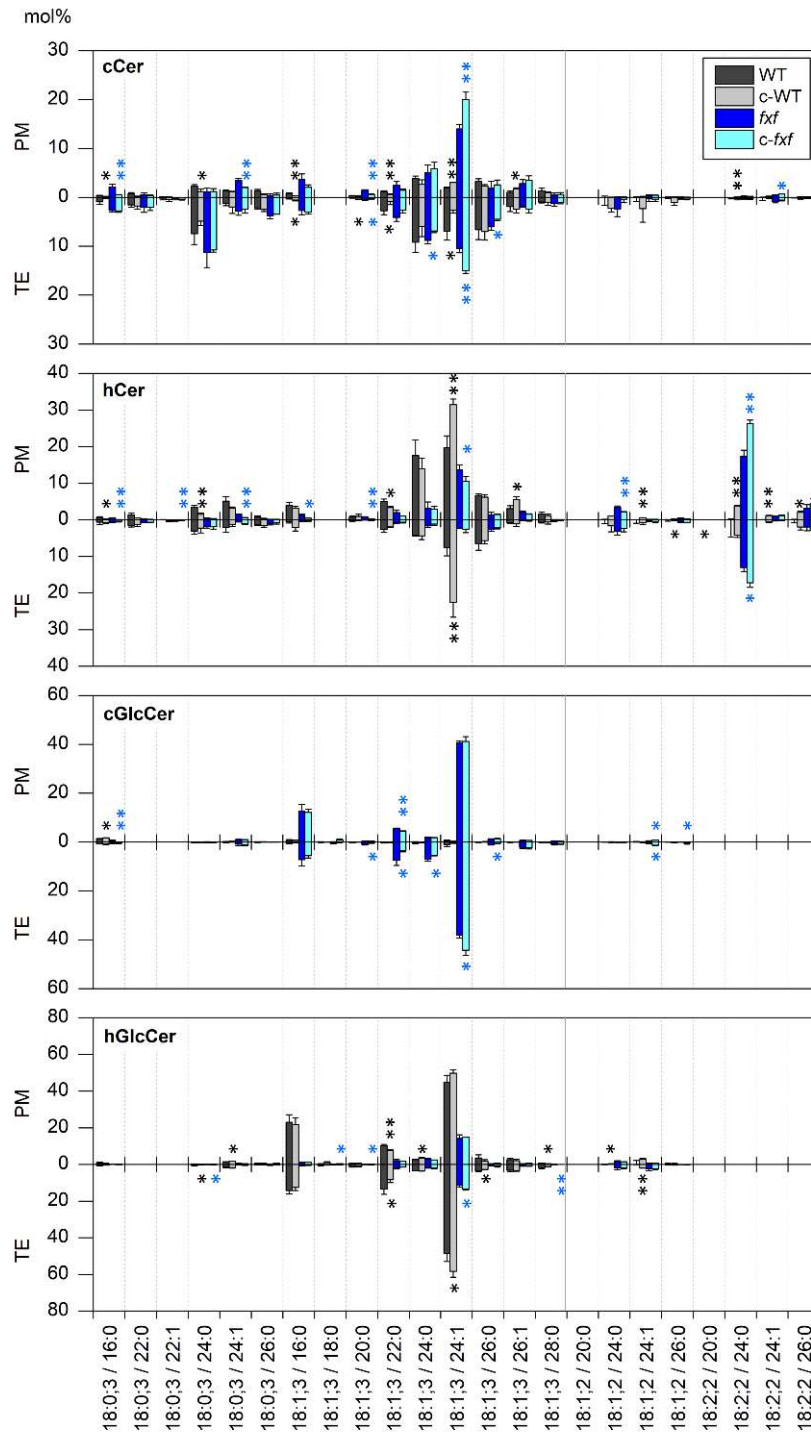 mol%
cCer
WT
c-WT
fxf
c-fxf
PM
TE
30
20
10
0
10
20
30
hCer
PM
TE
40
30
20
10
0
10
20
30
40
cGlcCer
PM
TE
60
40
20
0
20
40
60
hGlcCer
PM
TE
80
60
40
20
0
20
40
60
80
18:0;3 / 16:0
18:0;3 / 22:0
18:0;3 / 22:1
18:0;3 / 24:0
18:0;3 / 24:1
18:0;3 / 26:0
18:1;3 / 16:0
18:1;3 / 18:0
18:1;3 / 20:0
18:1;3 / 22:0
18:1;3 / 24:0
18:1;3 / 24:1
18:1;3 / 26:0
18:1;3 / 26:1
18:1;3 / 28:0
18:1;2 / 20:0
18:1;2 / 24:0
18:1;2 / 24:1
18:1;2 / 26:0
18:2;2 / 20:0
18:2;2 / 24:0
18:2;2 / 24:1
18:2;2 / 26:0